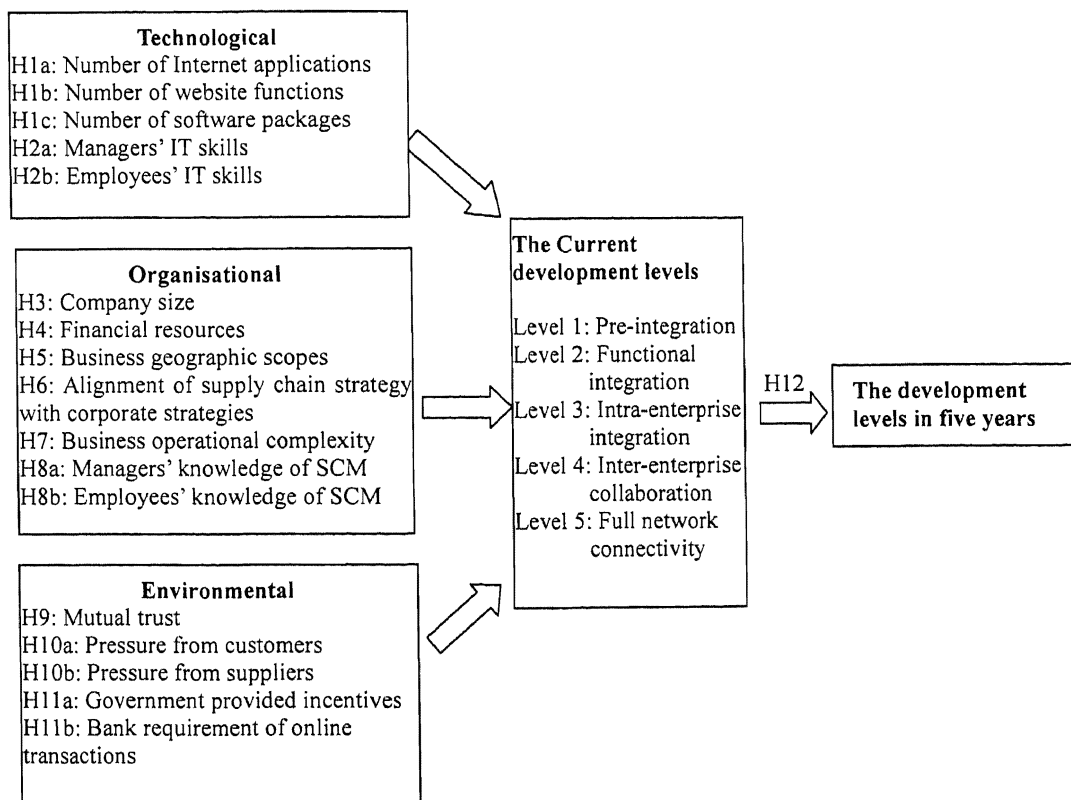 Technological
H1a: Number of Internet applications
H1b: Number of website functions
H1c: Number of software packages
H2a: Managers' IT skills
H2b: Employees' IT skills
Organisational
H3: Company size
H4: Financial resources
H5: Business geographic scopes
H6: Alignment of supply chain strategy
with corporate strategies
H7: Business operational complexity
H8a: Managers' knowledge of SCM
H8b: Employees' knowledge of SCM
Environmental
H9: Mutual trust
H10a: Pressure from customers
H10b: Pressure from suppliers
H11a: Government provided incentives
H11b: Bank requirement of online
transactions
The Current
development levels
Level 1: Pre-integration
Level 2: Functional
integration
Level 3: Intra-enterprise
integration
Level 4: Inter-enterprise
collaboration
Level 5: Full network
connectivity
H12
The development
levels in five years